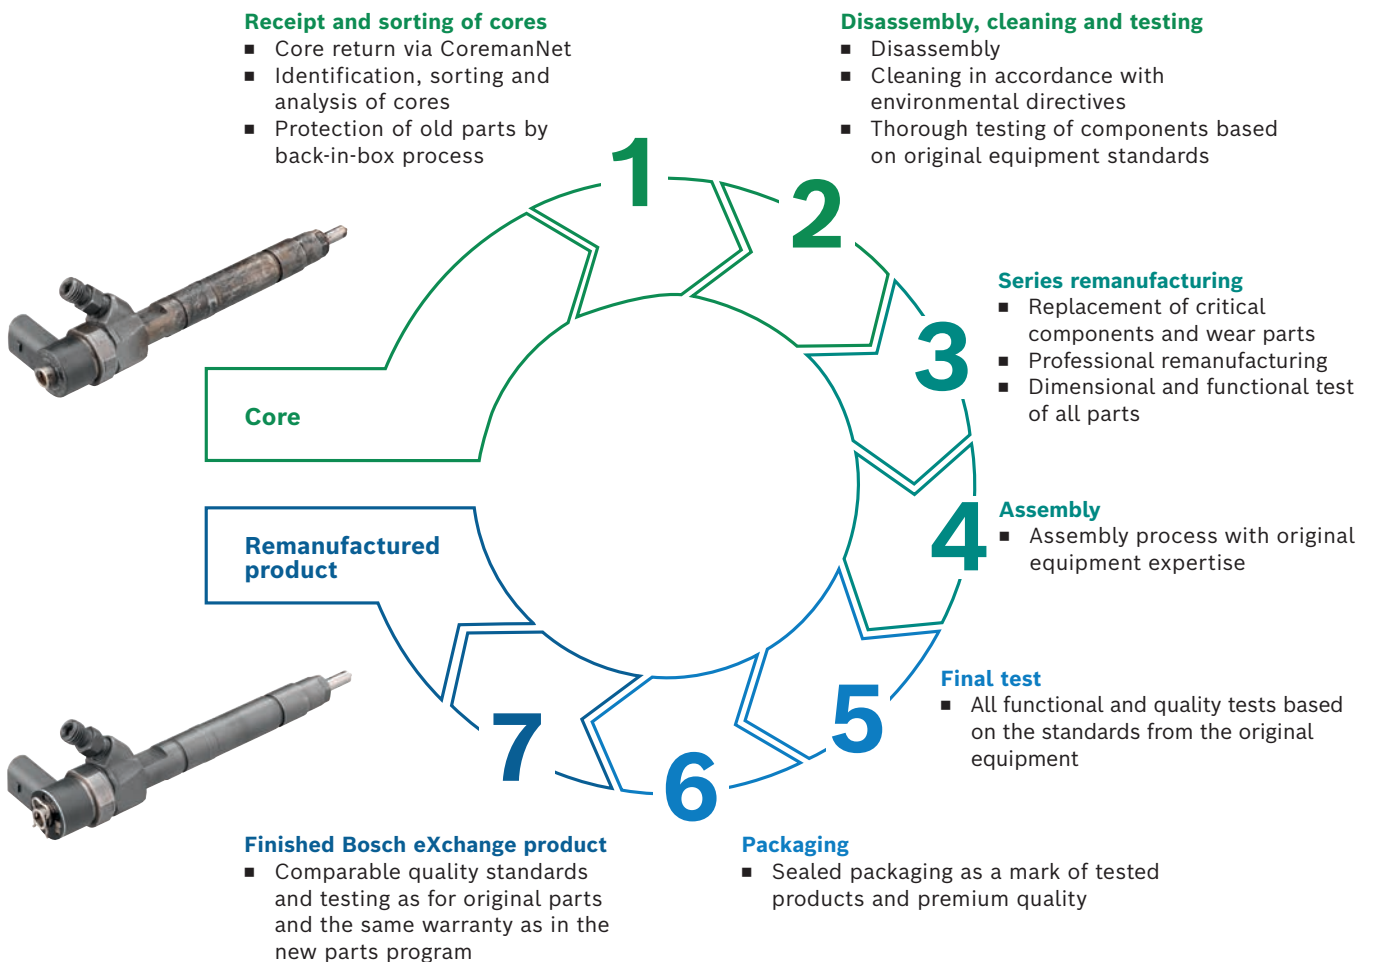 Receipt and sorting of cores
■ Core return via CoremanNet
■ Identification, sorting and
analysis of cores
■ Protection of old parts by
back-in-box process
1
Disassembly, cleaning and testing
■ Disassembly
■ Cleaning in accordance with
environmental directives
■ Thorough testing of components based
on original equipment standards
2
Series remanufacturing
■ Replacement of critical
components and wear parts
■ Professional remanufacturing
■ Dimensional and functional test
of all parts
3
Core
Assembly
■ Assembly process with original
equipment expertise
4
Remanufactured
product
Final test
■ All functional and quality tests based
on the standards from the original
equipment
5
Packaging
■ Sealed packaging as a mark of tested
products and premium quality
6
Finished Bosch eXchange product
■ Comparable quality standards
and testing as for original parts
and the same warranty as in the
new parts program
7